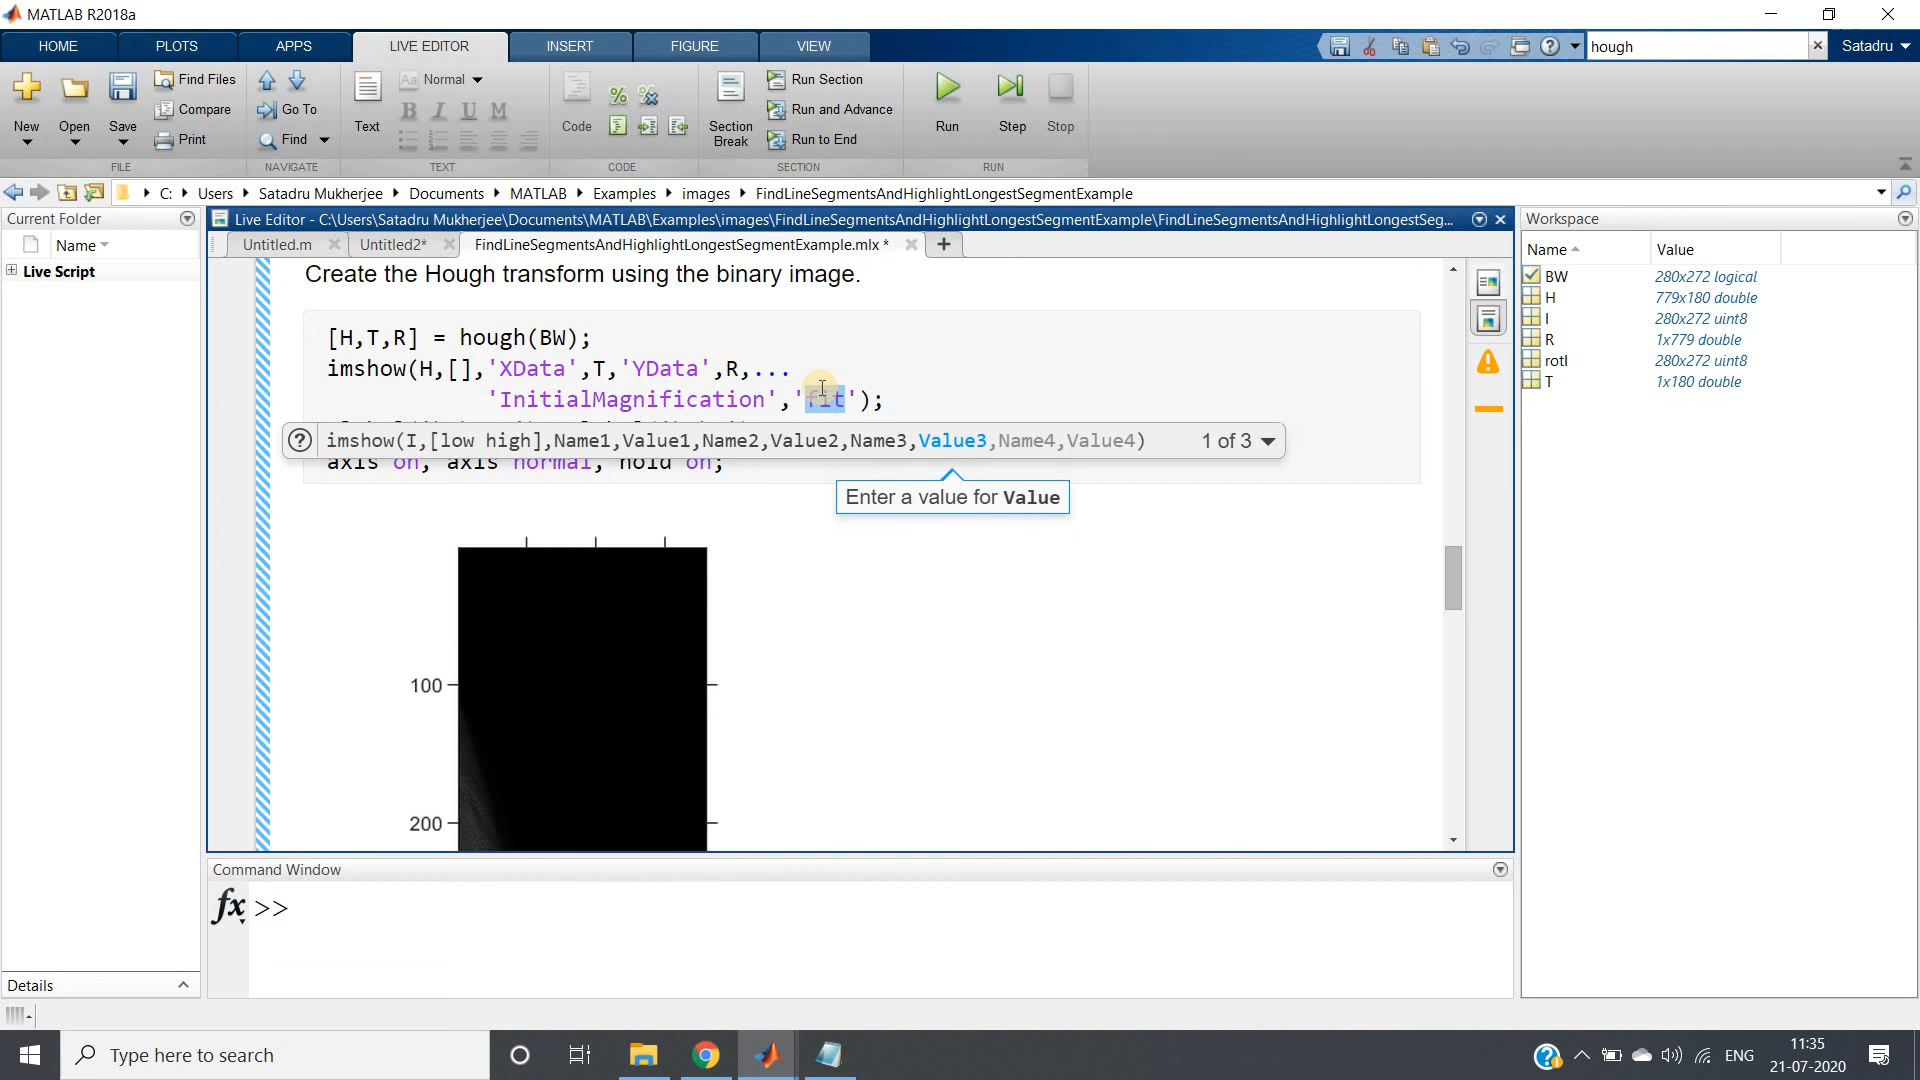 MATLAB R2018a
HOME PLOTS APPS LIVE EDITOR INSERT FIGURE VIEW
hough
Satadru
New
Open
Save
Find Files
Compare
Print
FILE
Go To
Find
NAVIGATE
Text
Normal
B I U M
TEXT
Code
CODE
Section Break
Run Section
Run and Advance
Run to End
SECTION
Run
Step
Stop
RUN
C: Users Satadru Mukherjee Documents MATLAB Examples images FindLineSegmentsAndHighlightLongestSegmentExample
Current Folder
Name
Live Script
Details
Live Editor - C:\Users\Satadru Mukherjee\Documents\MATLAB\Examples\images\FindLineSegmentsAndHighlightLongestSegmentExample\FindLineSegmentsAndHighlightLongestSeg...
Untitled.m
Untitled2*
FindLineSegmentsAndHighlightLongestSegmentExample.mlx *
Create the Hough transform using the binary image.
[H,T,R] = hough(BW);
imshow(H,[],'XData',T,'YData',R,...
'InitialMagnification','fit');
imshow(I,[low high],Name1,Value1,Name2,Value2,Name3,Value3,Name4,Value4)
1 of 3
axis on, axis normal, hold on;
Enter a value for Value
100
200
Command Window
fx >>
Workspace
Name Value
BW 280x272 logical
H 779x180 double
I 280x272 uint8
R 1x779 double
rotI 280x272 uint8
T 1x180 double
Type here to search
ENG
11:35
21-07-2020